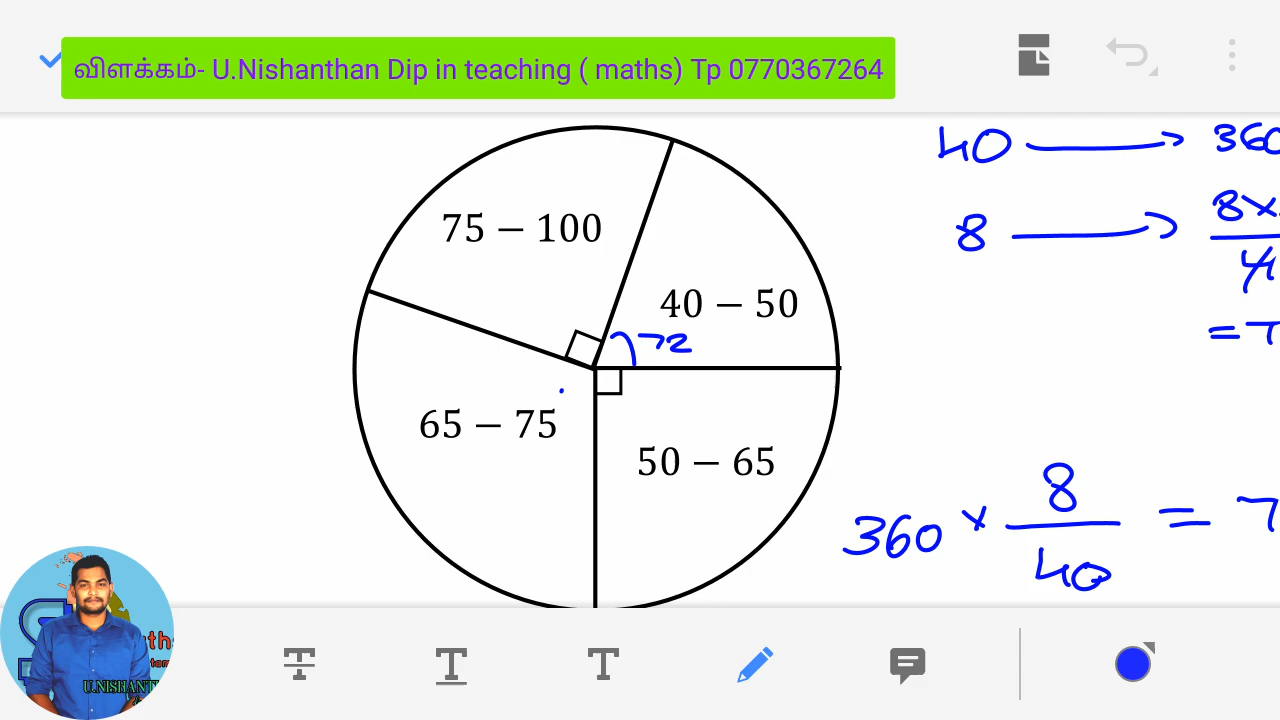 விளக்கம்- U.Nishanthan Dip in teaching ( maths) Tp 0770367264
40 → 360
8 → 8 ×
4
= 7
75 − 100
40 − 50
72
65 − 75
50 − 65
360 × 8/40 = 7
U.NISHANTH
T T T